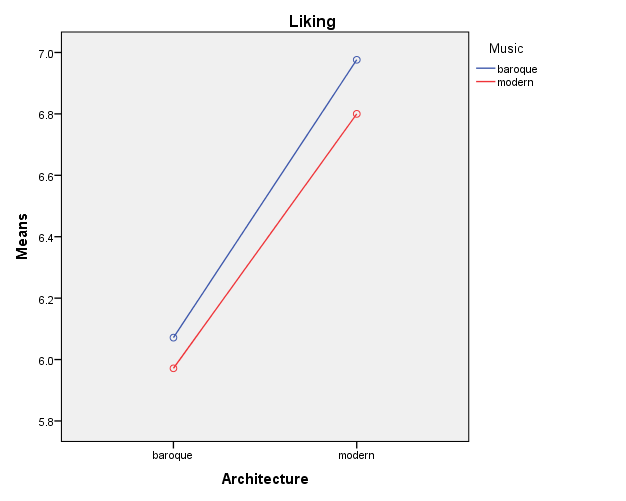 Liking
Music
baroque
modern
Means
7.0
6.8
6.6
6.4
6.2
6.0
5.8
baroque
modern
Architecture